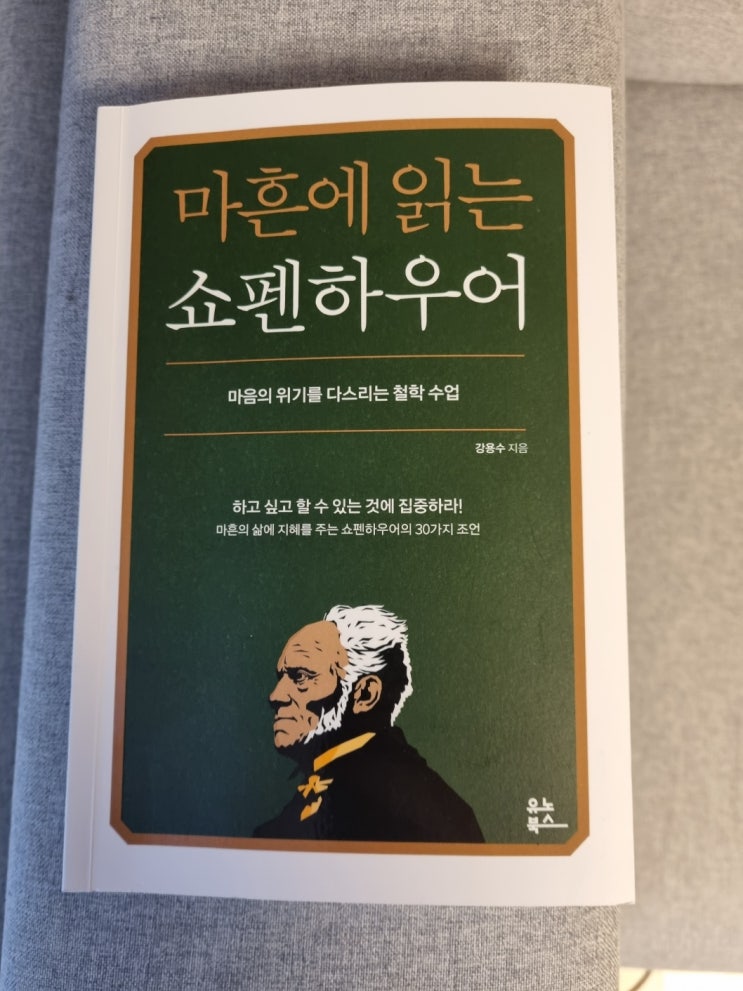 마흔에 읽는
쇼펜하우어
마음의 위기를 다스리는 철학 수업
강용수 지음
하고 싶고 할 수 있는 것에 집중하라!
마흔의 삶에 지혜를 주는 쇼펜하우어의 30가지 조언
유노
북스